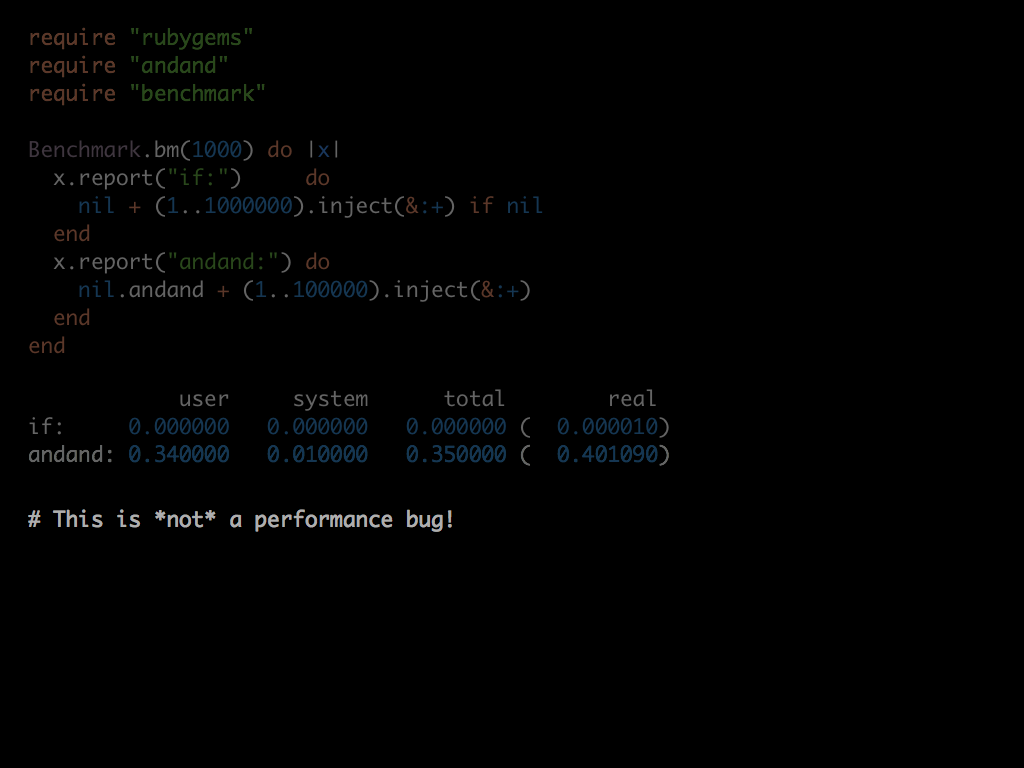 require "rubygems"
require "andand"
require "benchmark"

Benchmark.bm(1000) do |x|
  x.report("if:")     do
    nil + (1..1000000).inject(&:+) if nil
  end
  x.report("andand:") do
    nil.andand + (1..100000).inject(&:+)
  end
end

            user     system      total        real
if:     0.000000   0.000000   0.000000 (  0.000010)
andand: 0.340000   0.010000   0.350000 (  0.401090)

# This is *not* a performance bug!